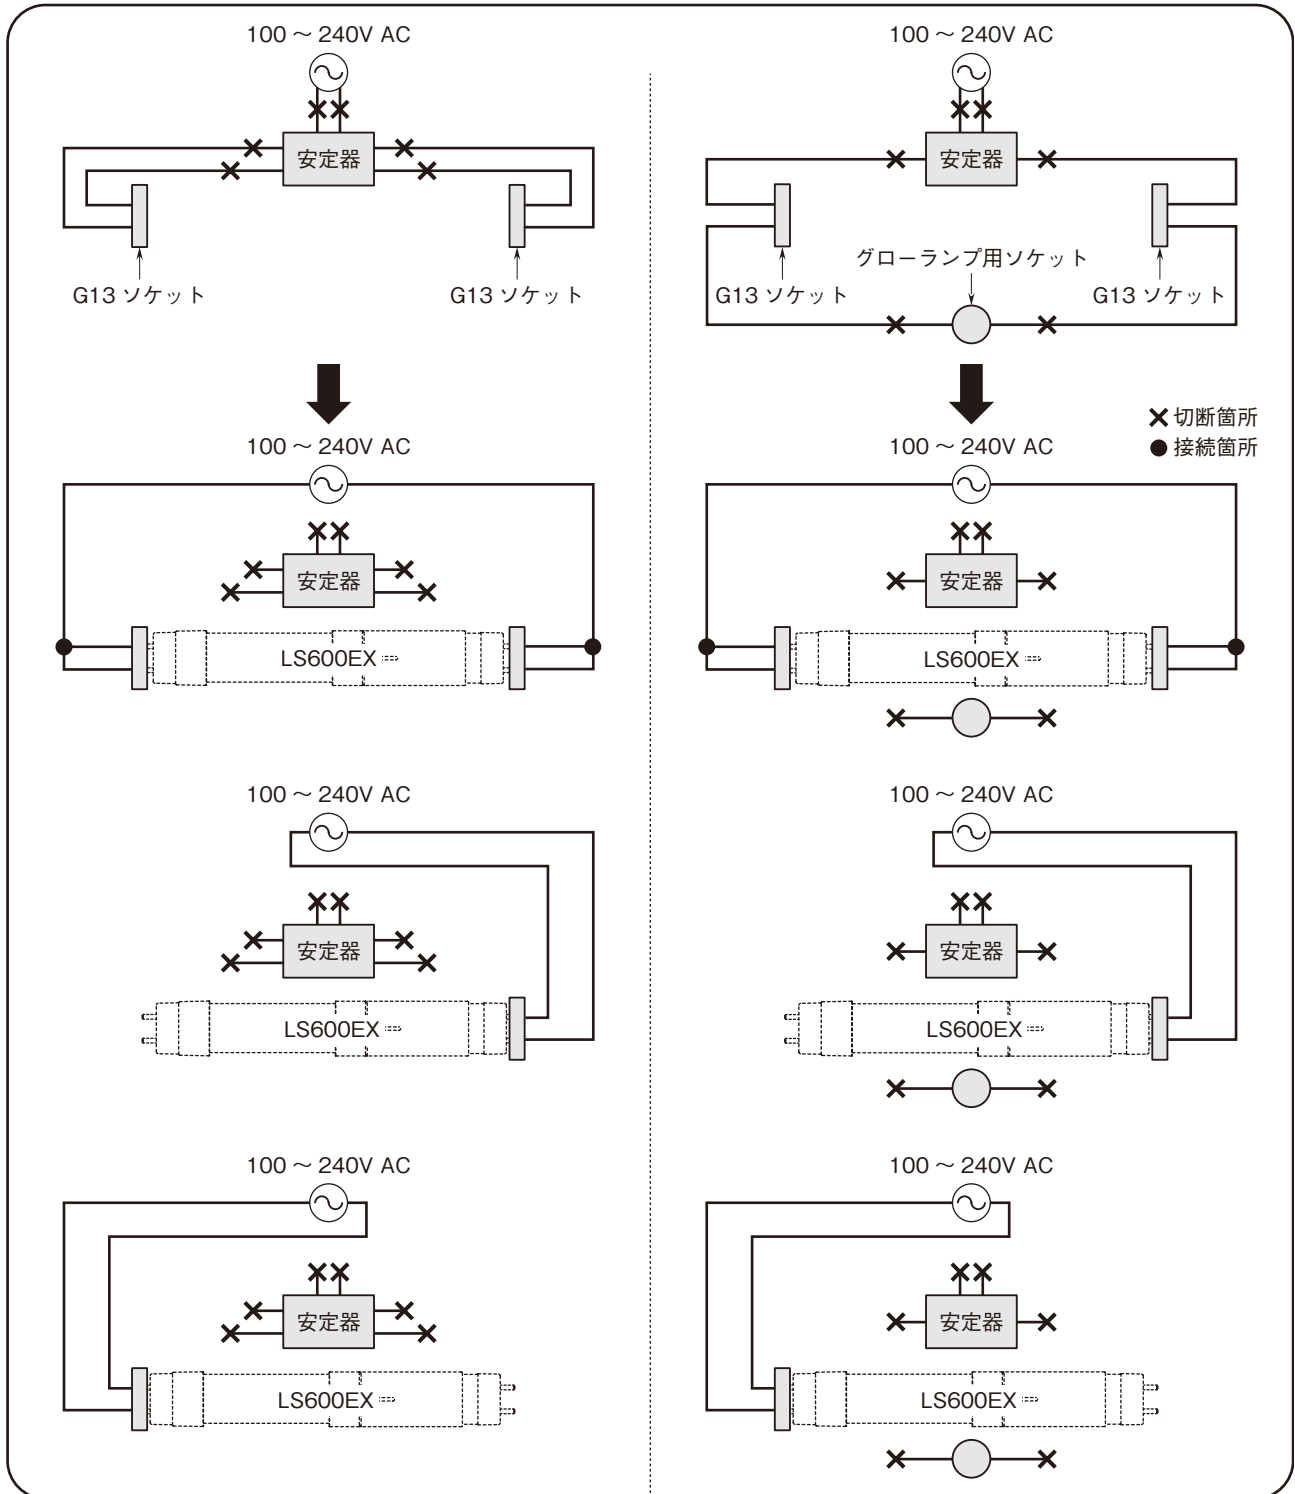 100 ～ 240V AC
安定器
G13 ソケット
G13 ソケット
100 ～ 240V AC
安定器
LS600EX
100 ～ 240V AC
安定器
LS600EX
100 ～ 240V AC
安定器
LS600EX
100 ～ 240V AC
安定器
グローランプ用ソケット
G13 ソケット
G13 ソケット
切断箇所
接続箇所
100 ～ 240V AC
安定器
LS600EX
100 ～ 240V AC
安定器
LS600EX
100 ～ 240V AC
安定器
LS600EX